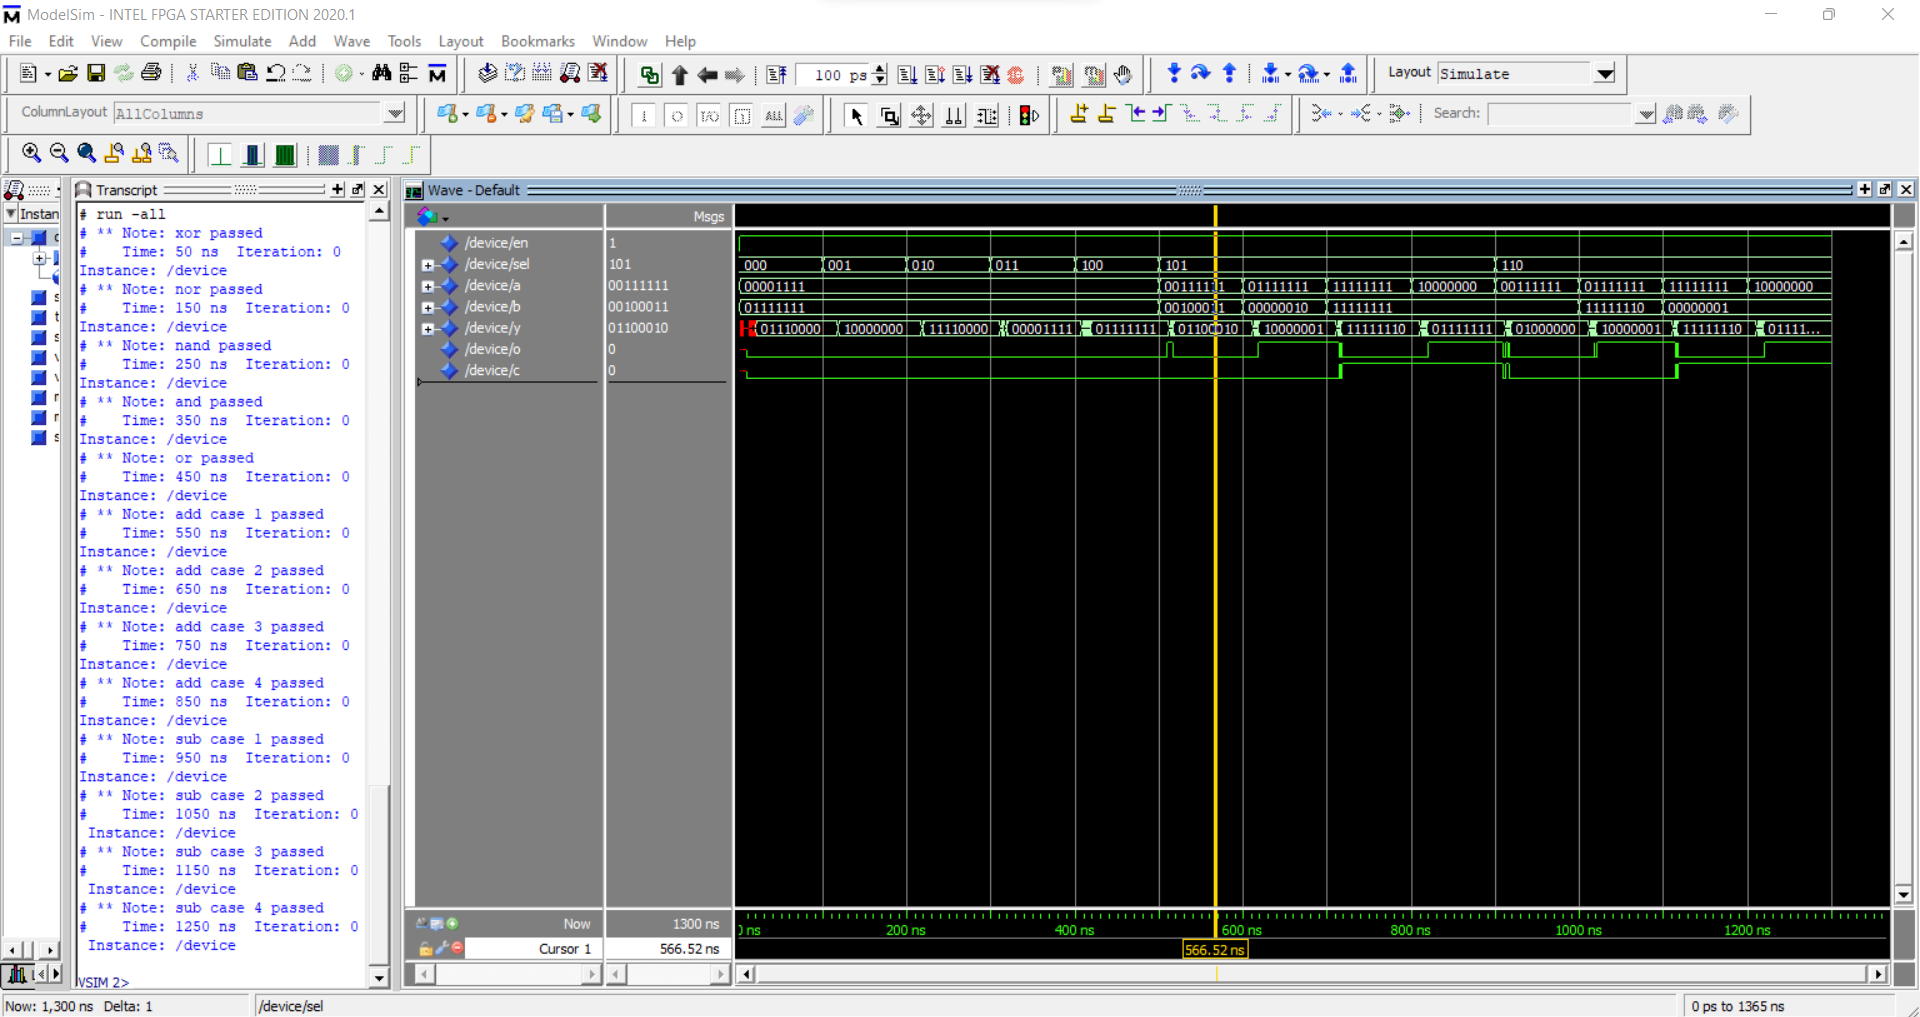 ModelSim - INTEL FPGA STARTER EDITION 2020.1
File Edit View Compile Simulate Add Wave Tools Layout Bookmarks Window Help
100 ps
Layout Simulate
ColumnLayout AllColumns
Search:
Instan
Transcript
# run -all
# ** Note: xor passed
#    Time: 50 ns  Iteration: 0
Instance: /device
# ** Note: nor passed
#    Time: 150 ns  Iteration: 0
Instance: /device
# ** Note: nand passed
#    Time: 250 ns  Iteration: 0
Instance: /device
# ** Note: and passed
#    Time: 350 ns  Iteration: 0
Instance: /device
# ** Note: or passed
#    Time: 450 ns  Iteration: 0
Instance: /device
# ** Note: add case 1 passed
#    Time: 550 ns  Iteration: 0
Instance: /device
# ** Note: add case 2 passed
#    Time: 650 ns  Iteration: 0
Instance: /device
# ** Note: add case 3 passed
#    Time: 750 ns  Iteration: 0
Instance: /device
# ** Note: add case 4 passed
#    Time: 850 ns  Iteration: 0
Instance: /device
# ** Note: sub case 1 passed
#    Time: 950 ns  Iteration: 0
Instance: /device
# ** Note: sub case 2 passed
#    Time: 1050 ns  Iteration: 0
Instance: /device
# ** Note: sub case 3 passed
#    Time: 1150 ns  Iteration: 0
Instance: /device
# ** Note: sub case 4 passed
#    Time: 1250 ns  Iteration: 0
Instance: /device
VSIM 2>
Wave - Default
Msgs
/device/en 1
/device/sel 101 000 001 010 011 100 101 110
/device/a 00111111 00001111 00111111 01111111 11111111 10000000 00111111 01111111 11111111 10000000
/device/b 00100011 01111111 00100011 00000010 11111111 11111110 00000001
/device/y 01100010 01110000 10000000 11110000 00001111 01111111 01100010 10000001 11111110 01111111 01000000 10000001 11111110 01111...
/device/o 0
/device/c 0
Now 1300 ns
ns 200 ns 400 ns 600 ns 800 ns 1000 ns 1200 ns
Cursor 1 566.52 ns 566.52 ns
Now: 1,300 ns  Delta: 1 /device/sel 0 ps to 1365 ns